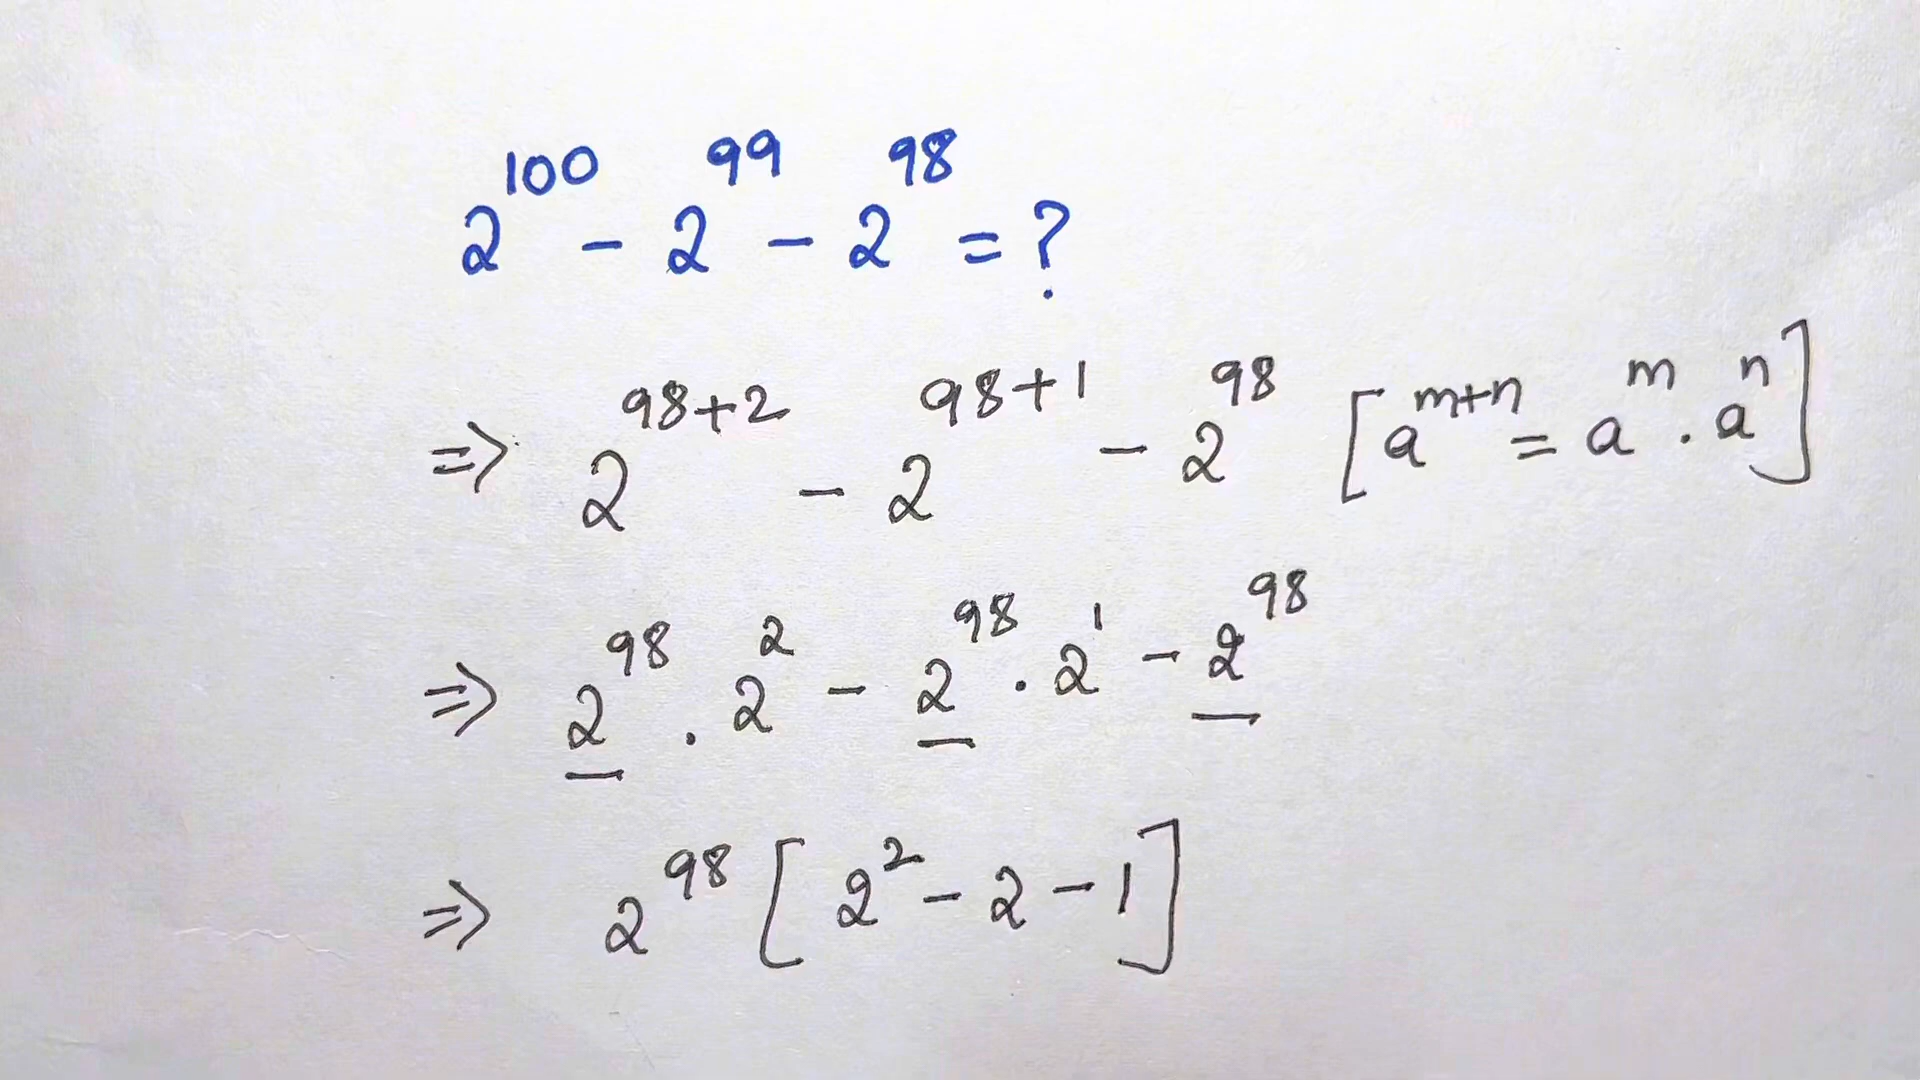 2^100 - 2^99 - 2^98 = ?
=> 2^98+2 - 2^98+1 - 2^98 [a^m+n = a^m . a^n]
=> 2^98 . 2^2 - 2^98 . 2^1 - 2^98
=> 2^98 [2^2 - 2 - 1]